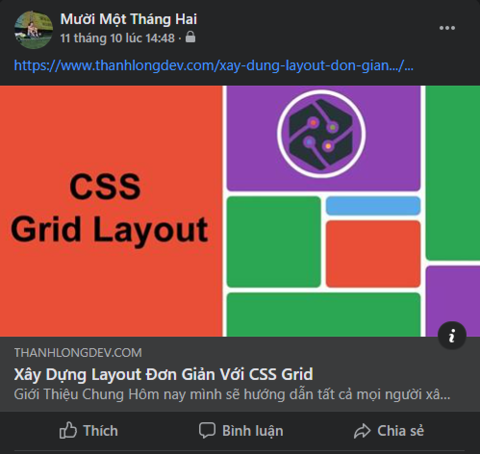 Mười Một Tháng Hai
11 tháng 10 lúc 14:48 ·
https://www.thanhlongdev.com/xay-dung-layout-don-gian.../...
CSS
Grid Layout
THANHLONGDEV.COM
Xây Dựng Layout Đơn Giản Với CSS Grid
Giới Thiệu Chung Hôm nay mình sẽ hướng dẫn tất cả mọi người xâ...
Thích
Bình luận
Chia sẻ